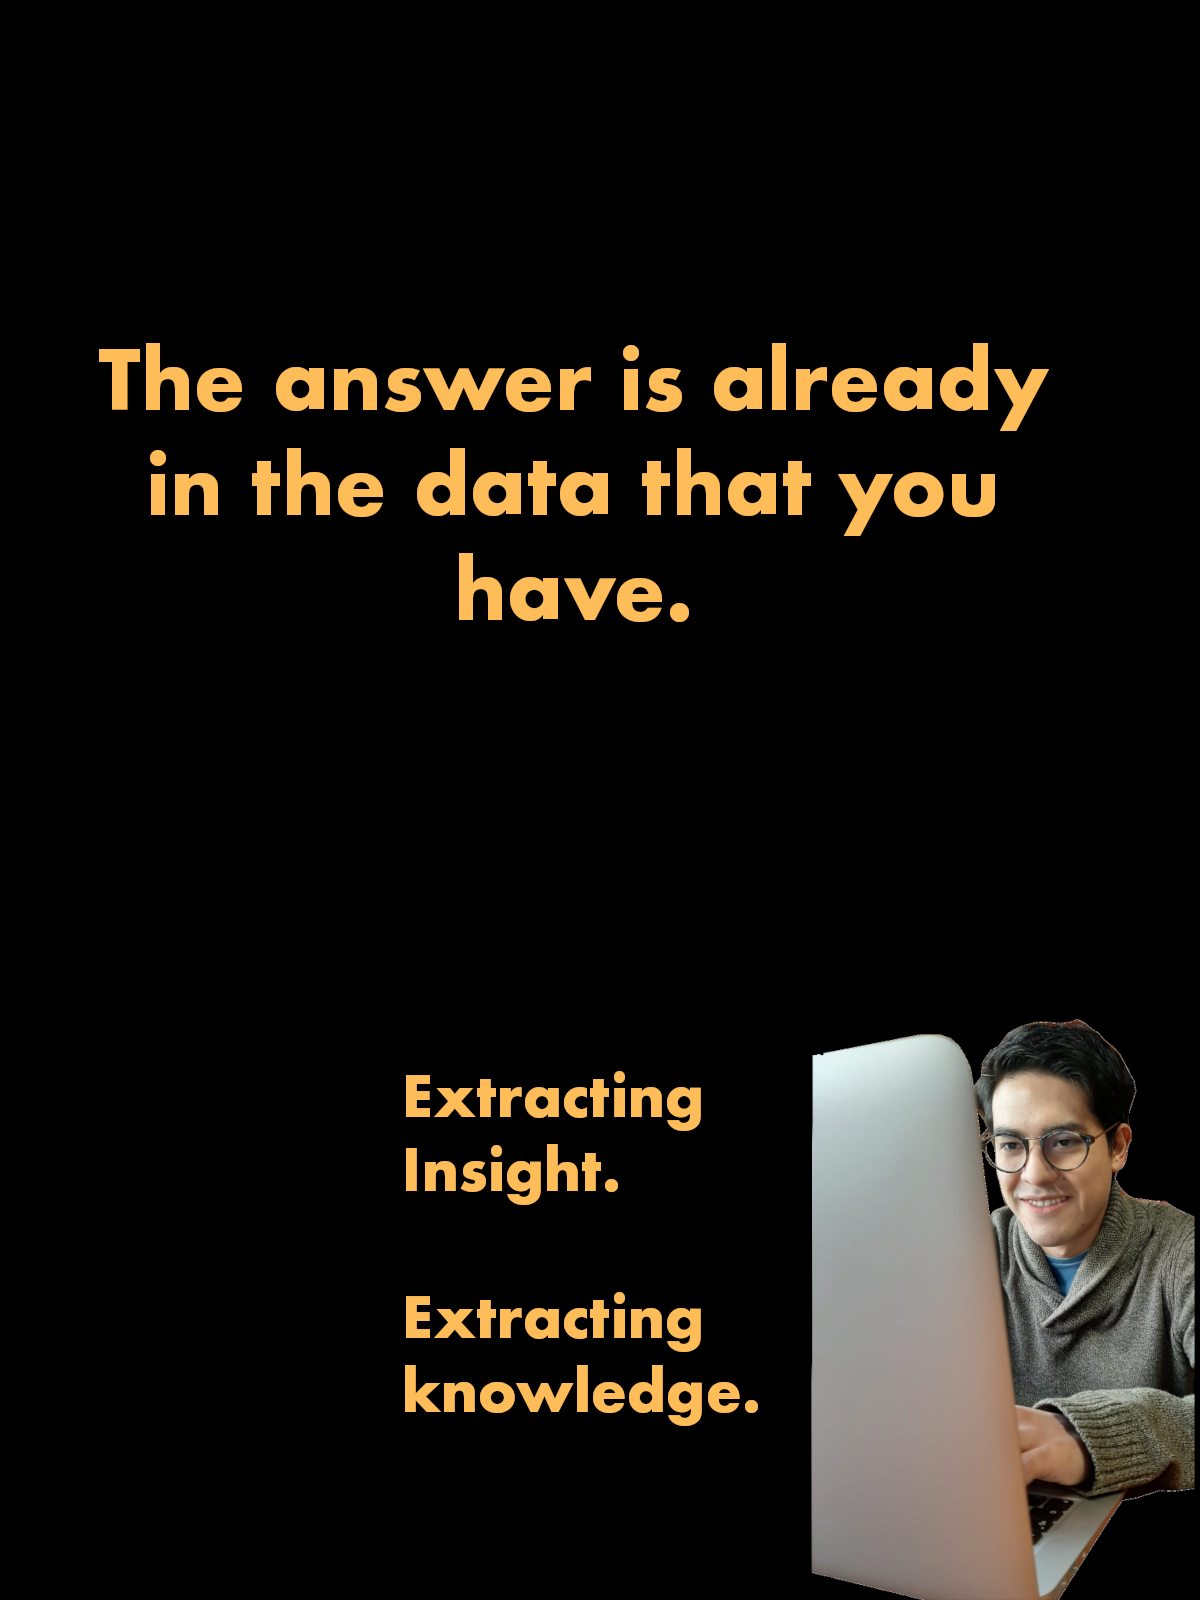 The answer is already
in the data that you
have.
Extracting
Insight.
Extracting
knowledge.